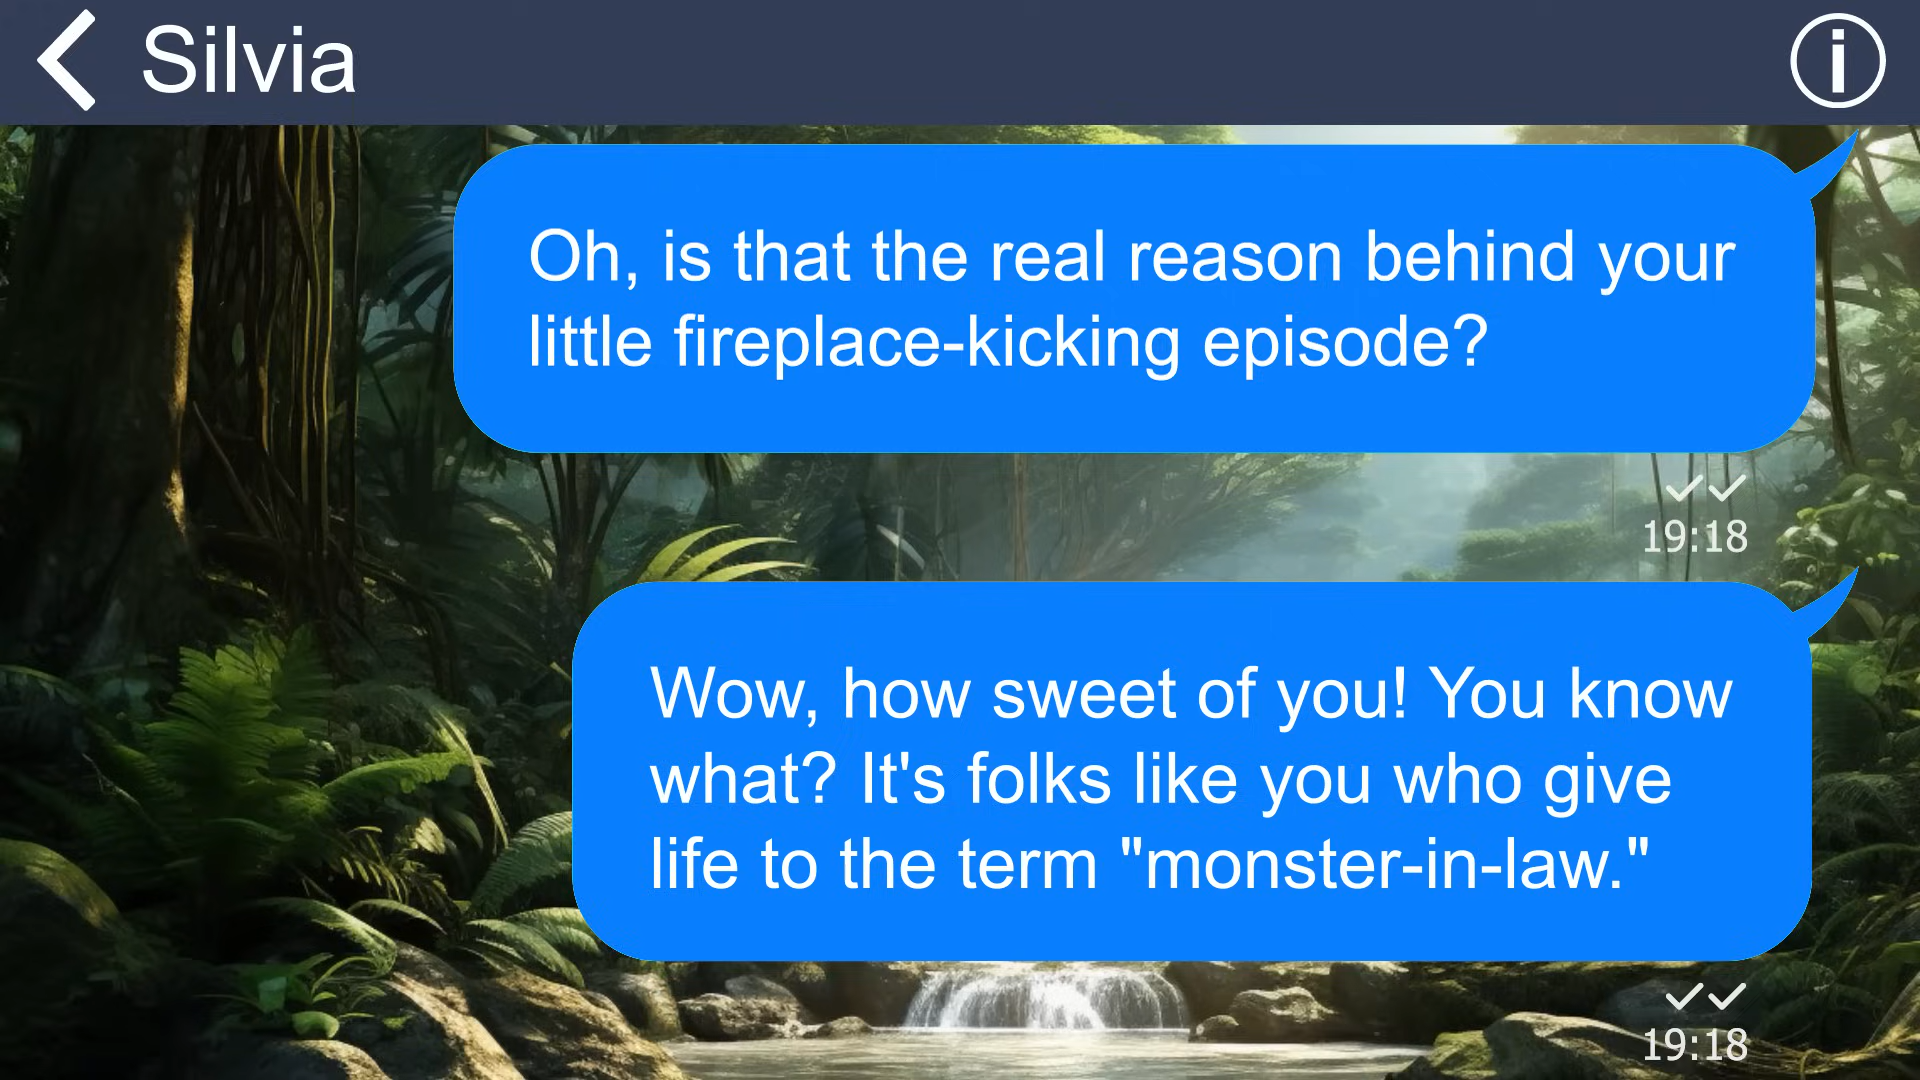 Silvia
Oh, is that the real reason behind your
little fireplace-kicking episode?
19:18
Wow, how sweet of you! You know
what? It's folks like you who give
life to the term "monster-in-law."
19:18